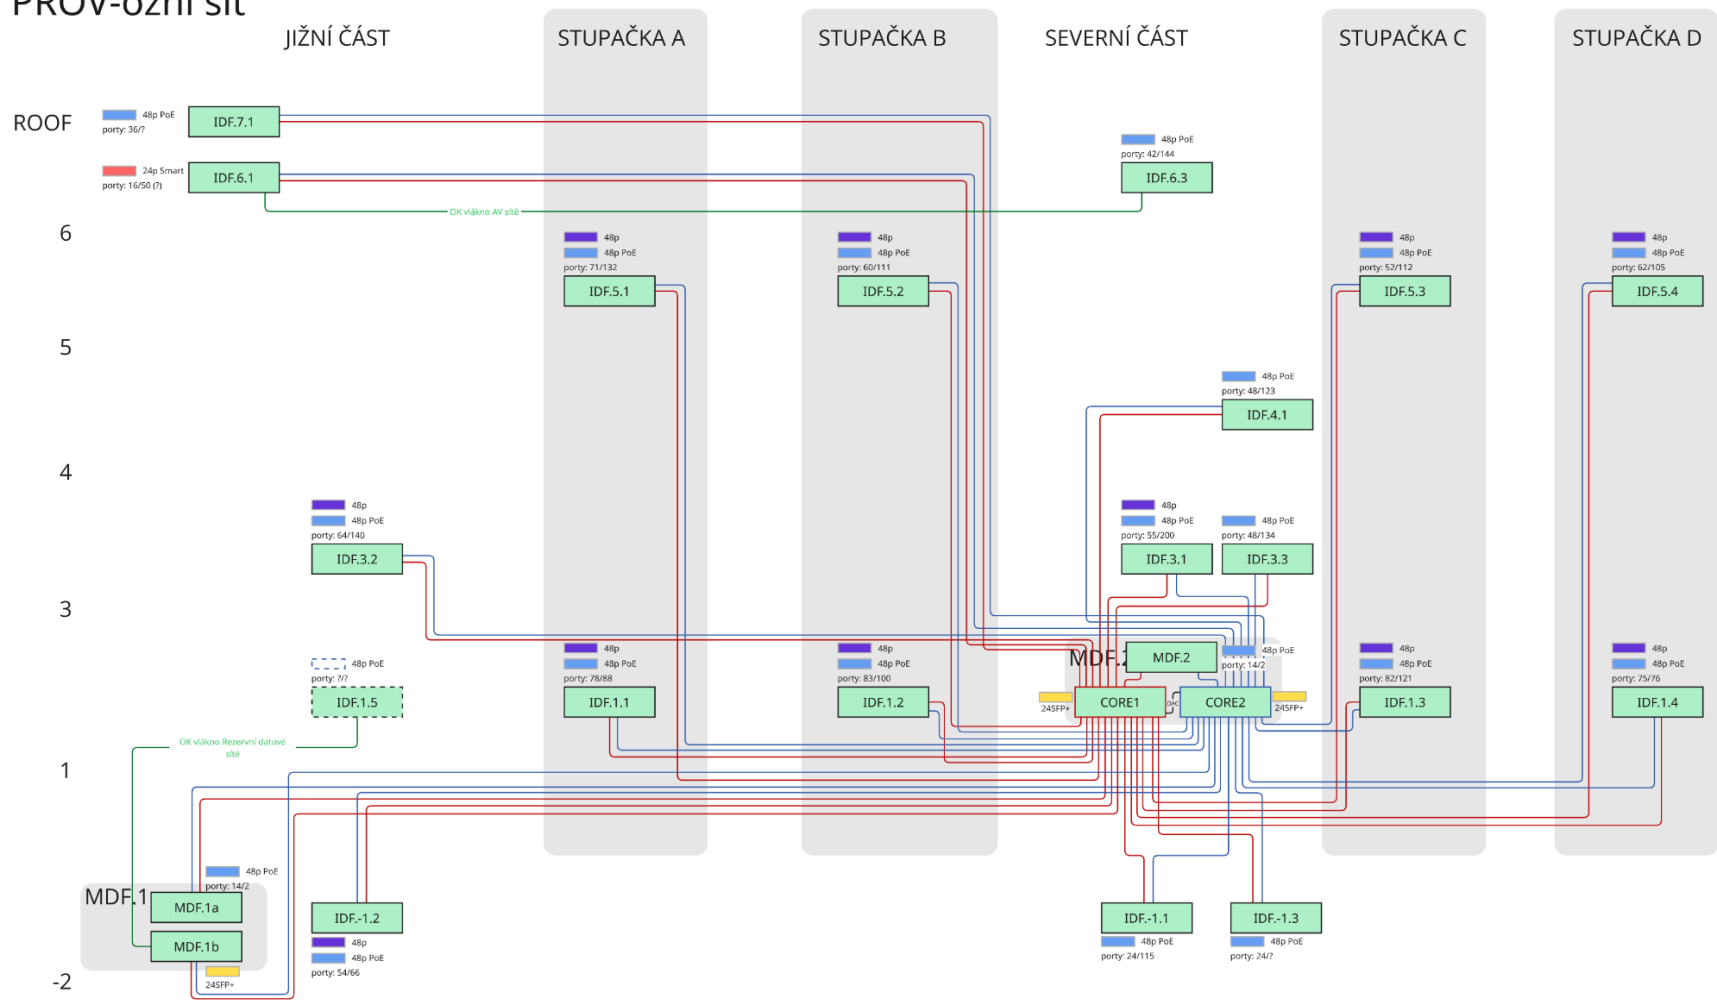 PROV-ozní síť
JIŽNÍ ČÁST
STUPAČKA A
STUPAČKA B
SEVERNÍ ČÁST
STUPAČKA C
STUPAČKA D
ROOF
48p PoE
porty: 36/?
IDF.7.1
48p PoE
porty: 42/144
IDF.6.3
24p Smart
porty: 16/50 (?)
IDF.6.1
OK vlákno AV sítě
6
48p
48p PoE
porty: 71/132
IDF.5.1
48p
48p PoE
porty: 60/111
IDF.5.2
48p
48p PoE
porty: 52/112
IDF.5.3
48p
48p PoE
porty: 62/105
IDF.5.4
5
48p PoE
porty: 48/123
IDF.4.1
4
48p
48p PoE
porty: 64/140
IDF.3.2
48p
48p PoE
porty: 55/200
IDF.3.1
48p PoE
porty: 48/134
IDF.3.3
3
48p PoE
porty: ?/?
IDF.1.5
48p
48p PoE
porty: 78/88
IDF.1.1
48p
48p PoE
porty: 83/100
IDF.1.2
MDF.2
MDF.2
48p PoE
porty: 14/2
24SFP+
CORE1
DAC
CORE2
24SFP+
48p
48p PoE
porty: 82/121
IDF.1.3
48p
48p PoE
porty: 75/76
IDF.1.4
OK vlákno Rezervní datové
sítě
1
48p PoE
porty: 14/2
MDF.1
MDF.1a
MDF.1b
24SFP+
IDF.-1.2
48p
48p PoE
porty: 54/66
IDF.-1.1
48p PoE
porty: 24/115
IDF.-1.3
48p PoE
porty: 24/?
-2